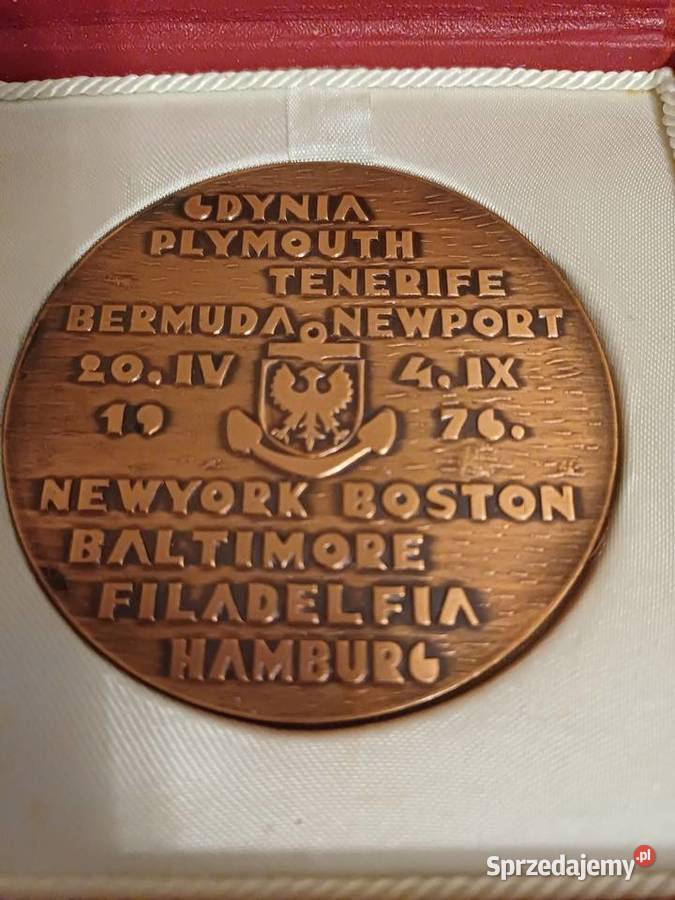 GDYNIA
PLYMOUTH
TENERIFE
BERMUDA NEWPORT
20. IV 4. IX
19 76.
NEWYORK BOSTON
BALTIMORE
FILADELFIA
HAMBURG
Sprzedajemy.pl